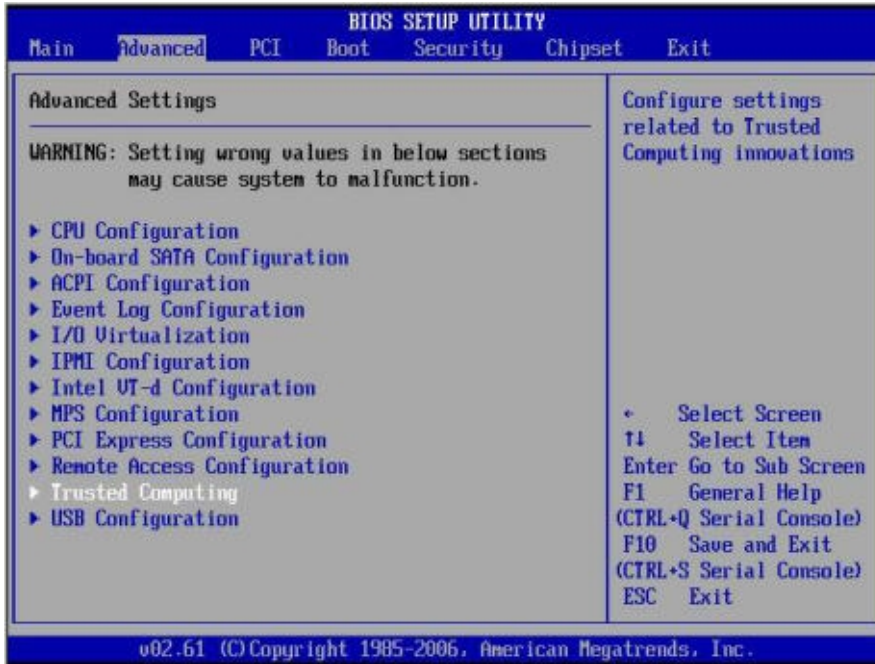 BIOS SETUP UTILITY
Main Advanced PCI Boot Security Chipset Exit
Advanced Settings
WARNING: Setting wrong values in below sections
may cause system to malfunction.
▶ CPU Configuration
▶ On-board SATA Configuration
▶ ACPI Configuration
▶ Event Log Configuration
▶ I/O Virtualization
▶ IPMI Configuration
▶ Intel VT-d Configuration
▶ MPS Configuration
▶ PCI Express Configuration
▶ Remote Access Configuration
▶ Trusted Computing
▶ USB Configuration
Configure settings
related to Trusted
Computing innovations
← Select Screen
↑↓ Select Item
Enter Go to Sub Screen
F1 General Help
(CTRL+Q Serial Console)
F10 Save and Exit
(CTRL+S Serial Console)
ESC Exit
v02.61 (C)Copyright 1985-2006, American Megatrends, Inc.